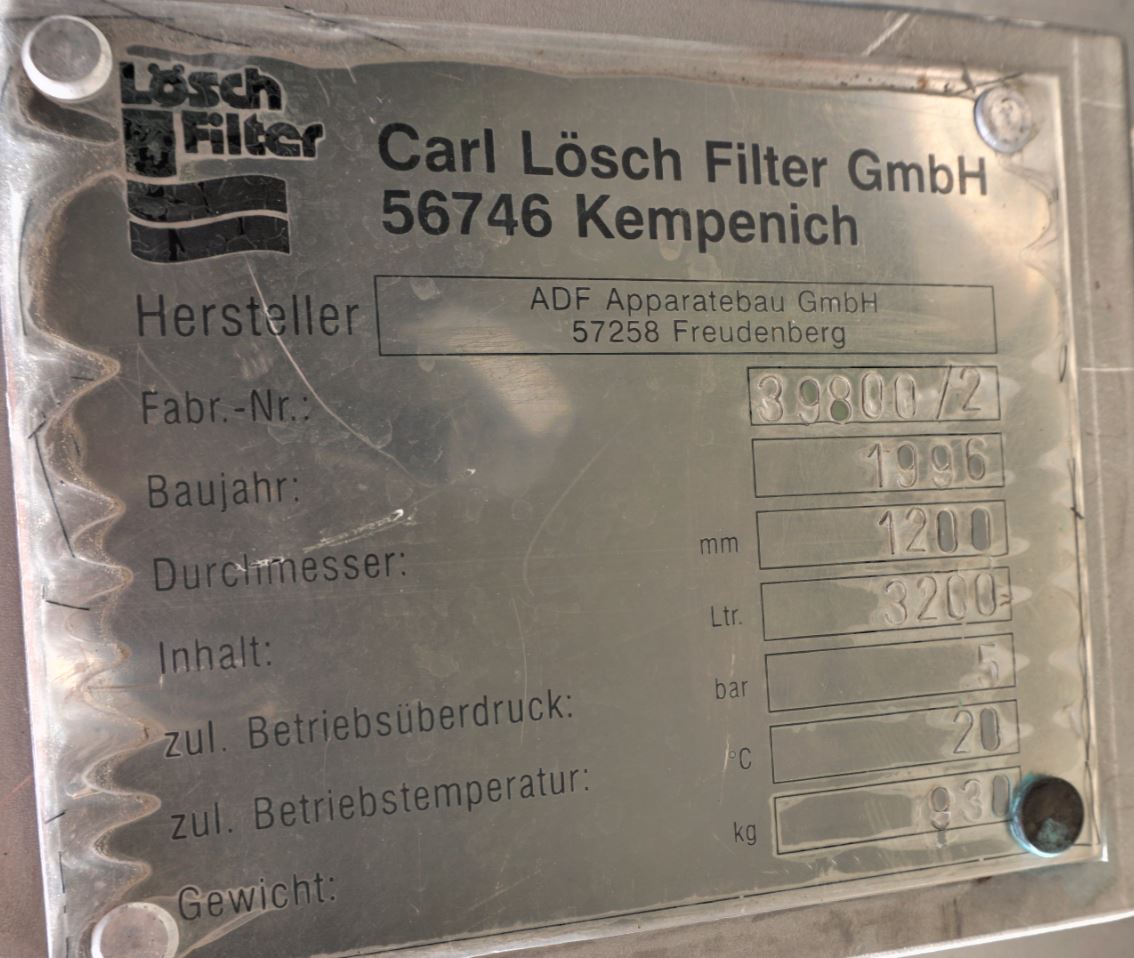 Lösch
Filter
Carl Lösch Filter GmbH
56746 Kempenich
Hersteller
ADF Apparatebau GmbH
57258 Freudenberg
Fabr.-Nr.: 39800/2
Baujahr: 1996
Durchmesser: mm 1200
Inhalt: Ltr. 3200
zul. Betriebsüberdruck: bar 5
zul. Betriebstemperatur: °C 20
Gewicht: kg 930